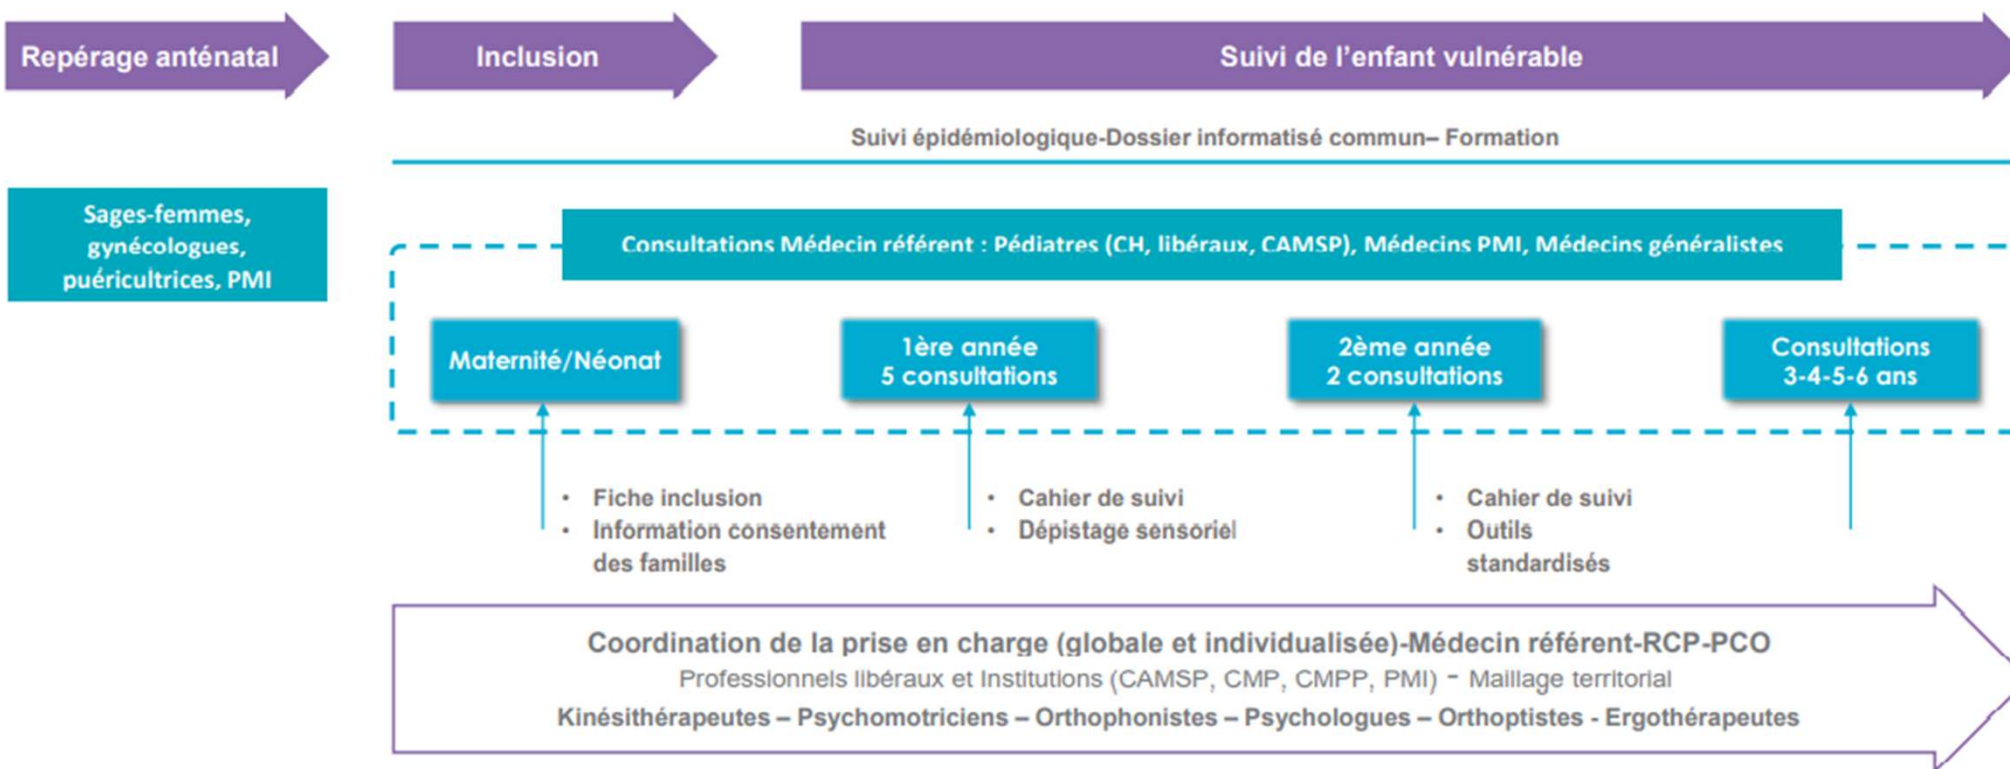 Repérage anténatal
Inclusion
Suivi de l'enfant vulnérable
Suivi épidémiologique-Dossier informatisé commun– Formation
Sages-femmes,
gynécologues,
puéricultrices, PMI
Consultations Médecin référent : Pédiatres (CH, libéraux, CAMSP), Médecins PMI, Médecins généralistes
Maternité/Néonat
1ère année
5 consultations
2ème année
2 consultations
Consultations
3-4-5-6 ans
• Fiche inclusion
• Information consentement
des familles
• Cahier de suivi
• Dépistage sensoriel
• Cahier de suivi
• Outils
standardisés
Coordination de la prise en charge (globale et individualisée)-Médecin référent-RCP-PCO
Professionnels libéraux et Institutions (CAMSP, CMP, CMPP, PMI) – Maillage territorial
Kinésithérapeutes – Psychomotriciens – Orthophonistes – Psychologues – Orthoptistes - Ergothérapeutes